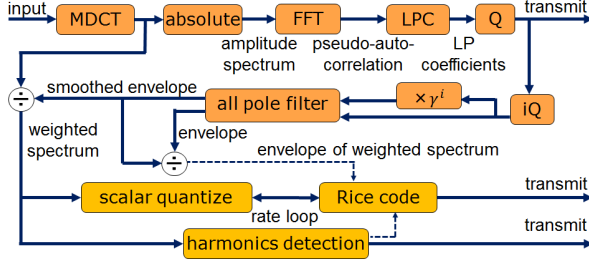 input
MDCT
absolute
FFT
LPC
Q
transmit
amplitude
spectrum
pseudo-auto-
correlation
LP
coefficients
smoothed envelope
all pole filter
×γⁱ
iQ
÷
weighted
spectrum
envelope
÷
envelope of weighted spectrum
scalar quantize
rate loop
Rice code
transmit
harmonics detection
transmit